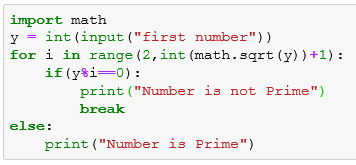 import math
y = int(input("first number"))
for i in range(2,int(math.sqrt(y))+1):
    if(y%i==0):
        print("Number is not Prime")
        break
else:
    print("Number is Prime")